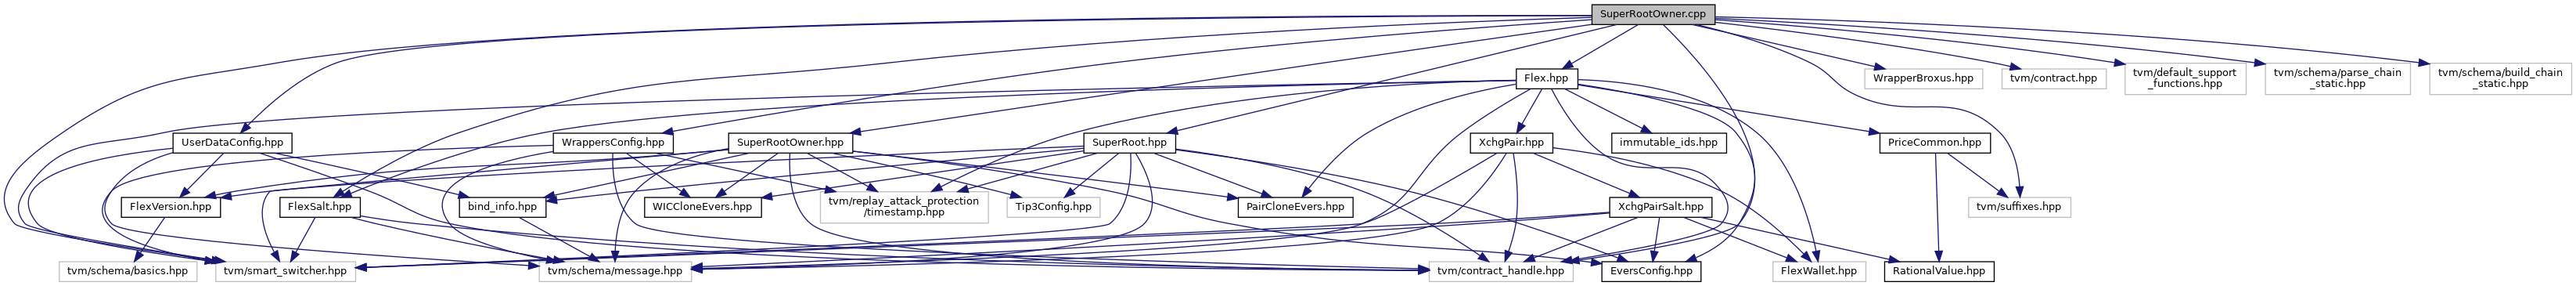 SuperRootOwner.cpp
Flex.hpp
WrapperBroxus.hpp
tvm/contract.hpp
tvm/default_support
_functions.hpp
tvm/schema/parse_chain
_static.hpp
tvm/schema/build_chain
_static.hpp
UserDataConfig.hpp
WrappersConfig.hpp
SuperRootOwner.hpp
SuperRoot.hpp
XchgPair.hpp
immutable_ids.hpp
PriceCommon.hpp
FlexVersion.hpp
FlexSalt.hpp
bind_info.hpp
WICCloneEvers.hpp
tvm/replay_attack_protection
/timestamp.hpp
Tip3Config.hpp
PairCloneEvers.hpp
XchgPairSalt.hpp
tvm/suffixes.hpp
tvm/schema/basics.hpp
tvm/smart_switcher.hpp
tvm/schema/message.hpp
tvm/contract_handle.hpp
EversConfig.hpp
FlexWallet.hpp
RationalValue.hpp